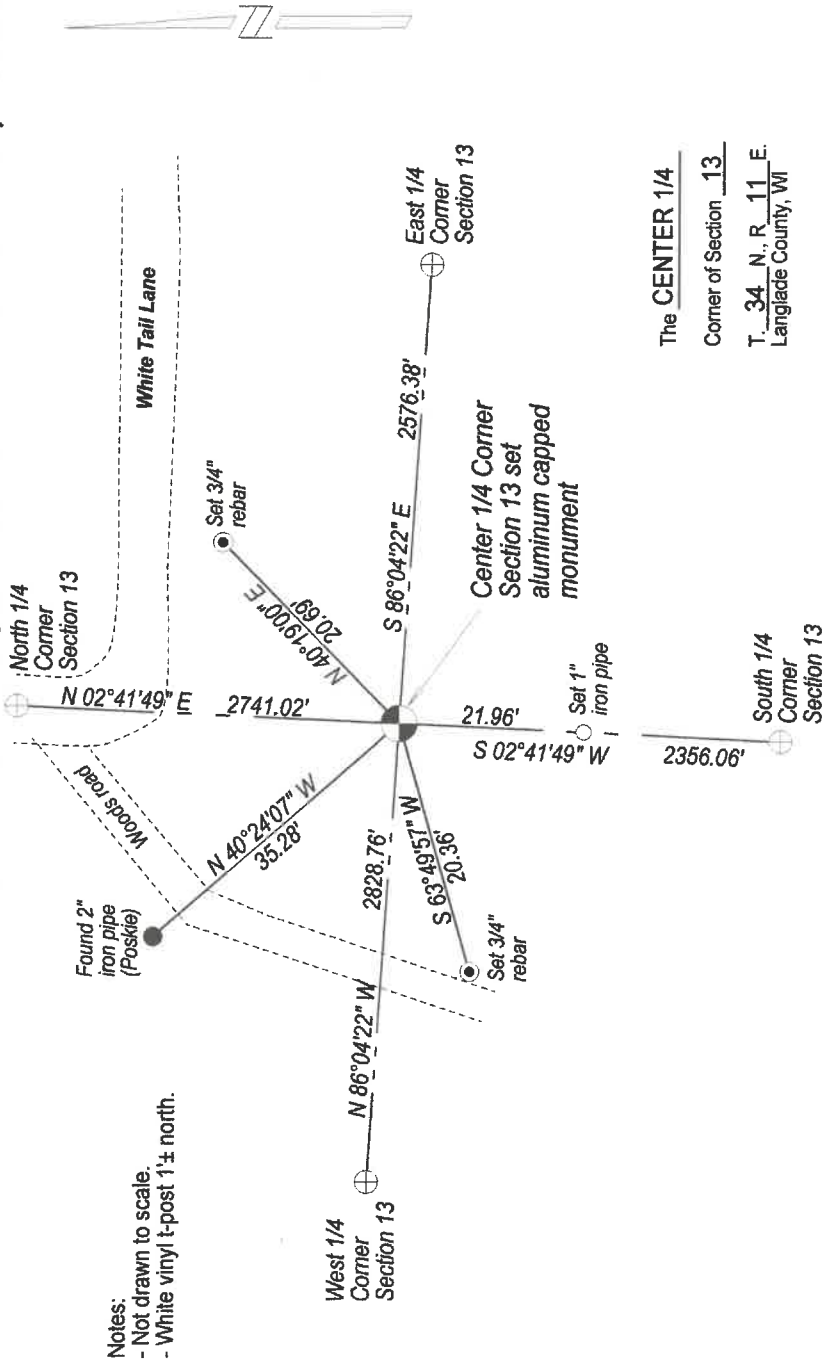 North 1/4
Corner
Section 13
N 02°41'49" E
2741.02'
White Tail Lane
Woods road
Found 2"
iron pipe
(Poskie)
N 40°24'07" W
35.28'
Set 3/4"
rebar
N 40°19'00" E
20.69'
Notes:
- Not drawn to scale.
- White vinyl t-post 1'± north.
West 1/4
Corner
Section 13
N 86°04'22" W
2828.76'
S 63°49'57" W
20.36'
Set 3/4"
rebar
S 86°04'22" E
2576.38'
East 1/4
Corner
Section 13
Center 1/4 Corner
Section 13 set
aluminum capped
monument
21.96'
S 02°41'49" W
Set 1"
iron pipe
2356.06'
South 1/4
Corner
Section 13
The CENTER 1/4
Corner of Section 13
T. 34 N., R 11 E.
Langlade County, WI
N